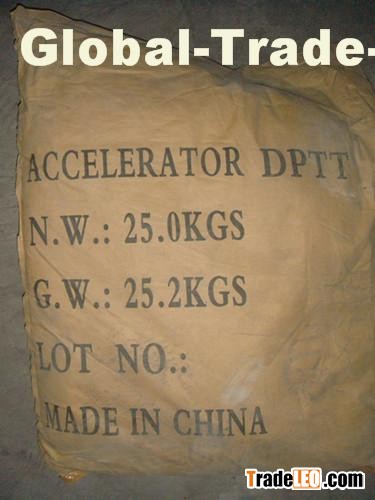 Global-Trade-
ACCELERATOR DPTT
N.W.: 25.0KGS
G.W.: 25.2KGS
LOT NO.:
MADE IN CHINA
TradeLEO.com